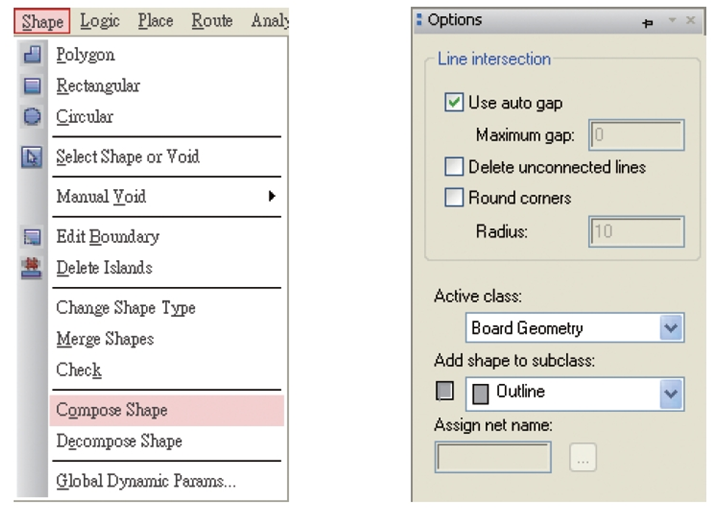 Shape Logic Place Route Analy
Polygon
Rectangular
Circular
Select Shape or Void
Manual Void
Edit Boundary
Delete Islands
Change Shape Type
Merge Shapes
Check
Compose Shape
Decompose Shape
Global Dynamic Params...
Options
Line intersection
Use auto gap
Maximum gap: 0
Delete unconnected lines
Round corners
Radius: 10
Active class:
Board Geometry
Add shape to subclass:
Outline
Assign net name:
...